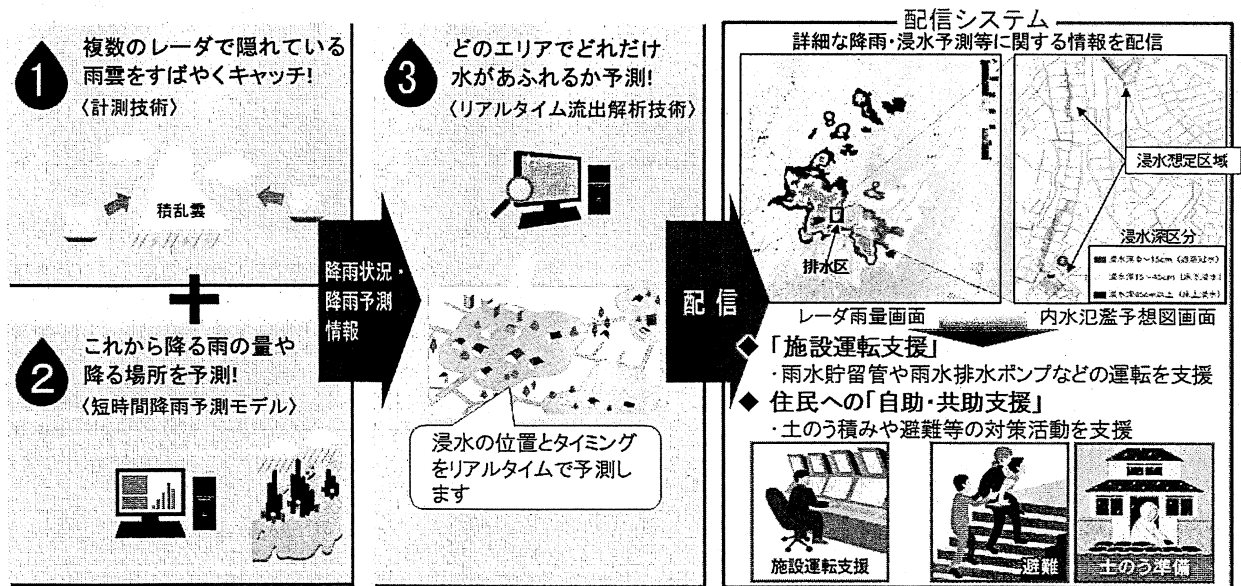 1
複数のレーダで隠れている
雨雲をすばやくキャッチ!
〈計測技術〉
積乱雲
+
2
これから降る雨の量や
降る場所を予測!
〈短時間降雨予測モデル〉
降雨状況・
降雨予測
情報
3
どのエリアでどれだけ
水があふれるか予測!
〈リアルタイム流出解析技術〉
浸水の位置とタイミング
をリアルタイムで予測し
ます
配信
配信システム
詳細な降雨・浸水予測等に関する情報を配信
排水区
レーダ雨量画面
浸水想定区域
浸水深区分
内水氾濫予想図画面
◆「施設運転支援」
・雨水貯留管や雨水排水ポンプなどの運転を支援
◆ 住民への「自助・共助支援」
・土のう積みや避難等の対策活動を支援
施設運転支援
避難
土のう準備